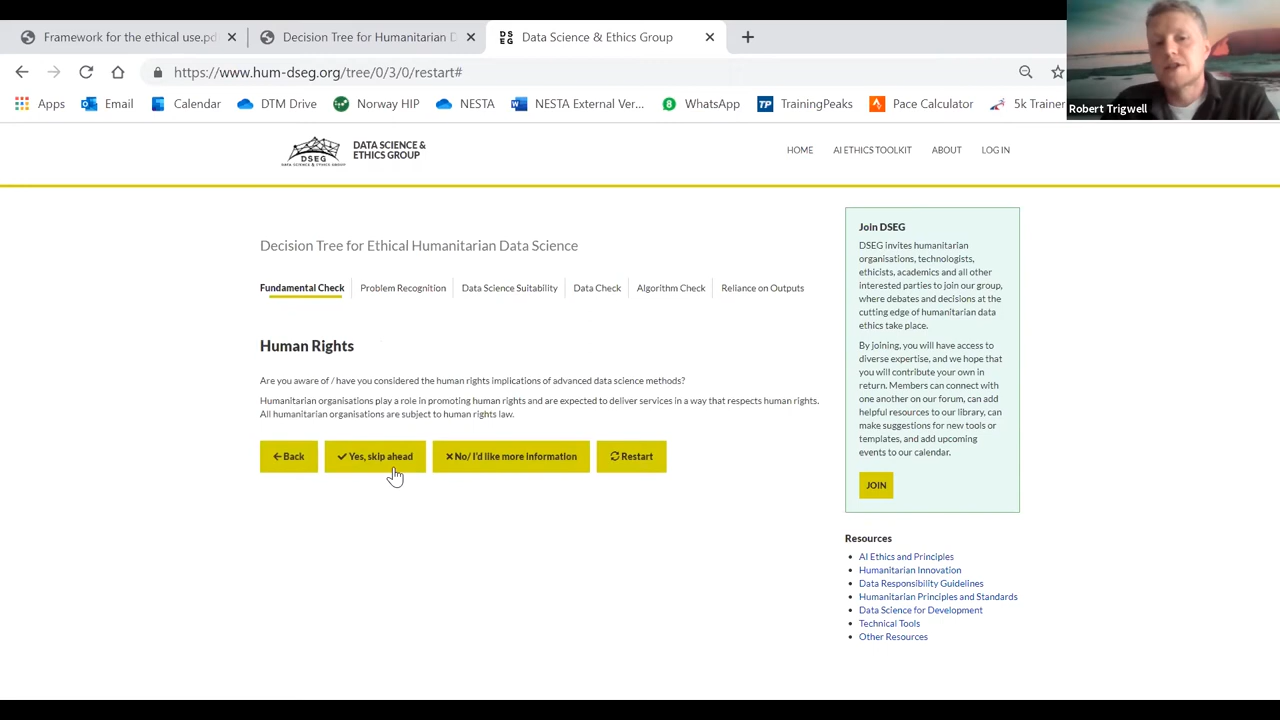 Framework for the ethical use.pd
Decision Tree for Humanitarian D
DS
EG
Data Science & Ethics Group
https://www.hum-dseg.org/tree/0/3/0/restart#
Apps
Email
Calendar
DTM Drive
Norway HIP
NESTA
NESTA External Ver...
WhatsApp
TP
TrainingPeaks
Pace Calculator
5k Trainer
Robert Trigwell
DSEG
DATA SCIENCE & ETHICS GROUP
DATA SCIENCE &
ETHICS GROUP
HOME
AI ETHICS TOOLKIT
ABOUT
LOG IN
Decision Tree for Ethical Humanitarian Data Science
Fundamental Check
Problem Recognition
Data Science Suitability
Data Check
Algorithm Check
Reliance on Outputs
Human Rights
Are you aware of / have you considered the human rights implications of advanced data science methods?
Humanitarian organisations play a role in promoting human rights and are expected to deliver services in a way that respects human rights.
All humanitarian organisations are subject to human rights law.
Back
Yes, skip ahead
No/ I'd like more information
Restart
Join DSEG
DSEG invites humanitarian
organisations, technologists,
ethicists, academics and all other
interested parties to join our group,
where debates and decisions at the
cutting edge of humanitarian data
ethics take place.
By joining, you will have access to
diverse expertise, and we hope that
you will contribute your own in
return. Members can connect with
one another on our forum, can add
helpful resources to our library, can
make suggestions for new tools or
templates, and add upcoming
events to our calendar.
JOIN
Resources
AI Ethics and Principles
Humanitarian Innovation
Data Responsibility Guidelines
Humanitarian Principles and Standards
Data Science for Development
Technical Tools
Other Resources